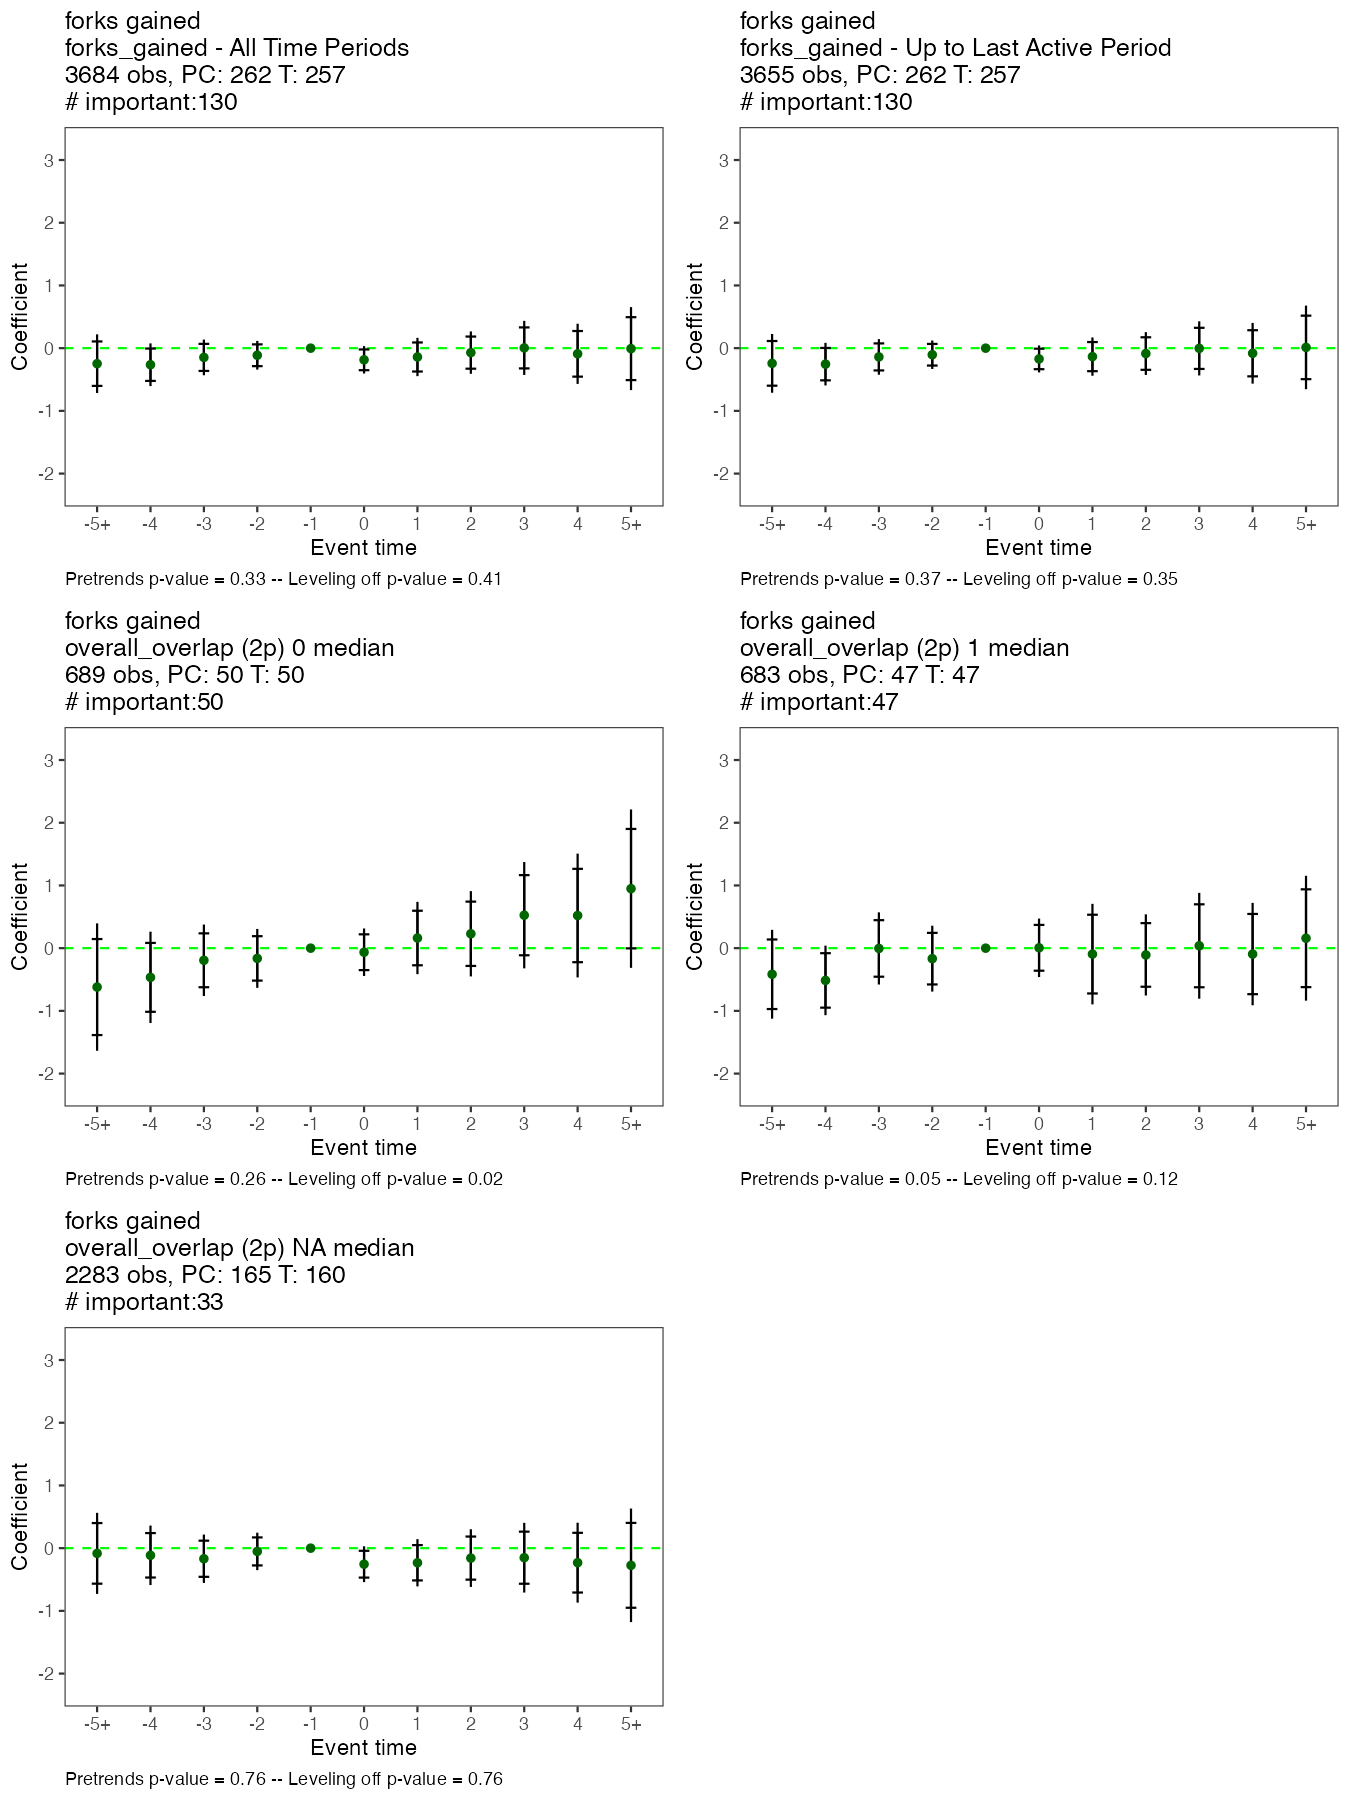 forks gained
forks_gained - All Time Periods
3684 obs, PC: 262 T: 257
# important:130
3
2
1
0
-1
-2
Coefficient
-5+ -4 -3 -2 -1 0 1 2 3 4 5+
Event time
Pretrends p-value = 0.33 -- Leveling off p-value = 0.41
forks gained
forks_gained - Up to Last Active Period
3655 obs, PC: 262 T: 257
# important:130
3
2
1
0
-1
-2
Coefficient
-5+ -4 -3 -2 -1 0 1 2 3 4 5+
Event time
Pretrends p-value = 0.37 -- Leveling off p-value = 0.35
forks gained
overall_overlap (2p) 0 median
689 obs, PC: 50 T: 50
# important:50
3
2
1
0
-1
-2
Coefficient
-5+ -4 -3 -2 -1 0 1 2 3 4 5+
Event time
Pretrends p-value = 0.26 -- Leveling off p-value = 0.02
forks gained
overall_overlap (2p) 1 median
683 obs, PC: 47 T: 47
# important:47
3
2
1
0
-1
-2
Coefficient
-5+ -4 -3 -2 -1 0 1 2 3 4 5+
Event time
Pretrends p-value = 0.05 -- Leveling off p-value = 0.12
forks gained
overall_overlap (2p) NA median
2283 obs, PC: 165 T: 160
# important:33
3
2
1
0
-1
-2
Coefficient
-5+ -4 -3 -2 -1 0 1 2 3 4 5+
Event time
Pretrends p-value = 0.76 -- Leveling off p-value = 0.76